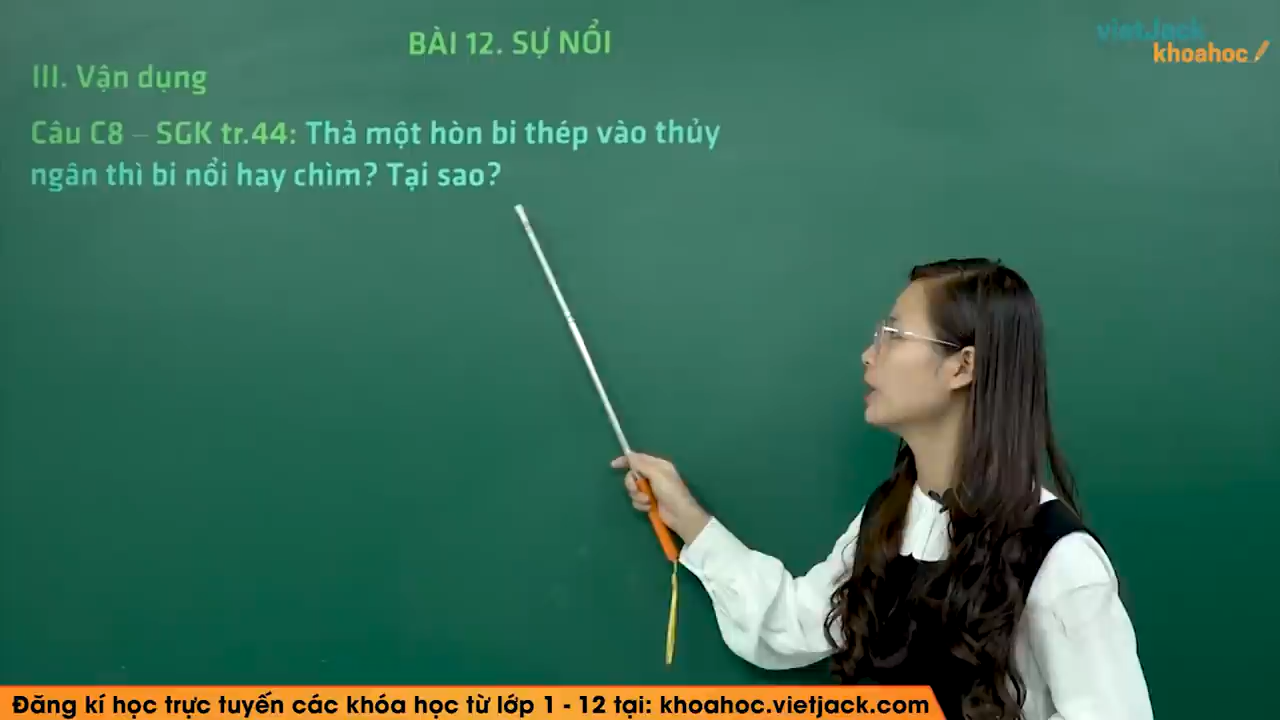 BÀI 12. SỰ NỔI
vietJack
khoahoc
III. Vận dụng
Câu C8 – SGK tr.44: Thả một hòn bi thép vào thủy
ngân thì bi nổi hay chìm? Tại sao?
Đăng kí học trực tuyến các khóa học từ lớp 1 - 12 tại: khoahoc.vietjack.com